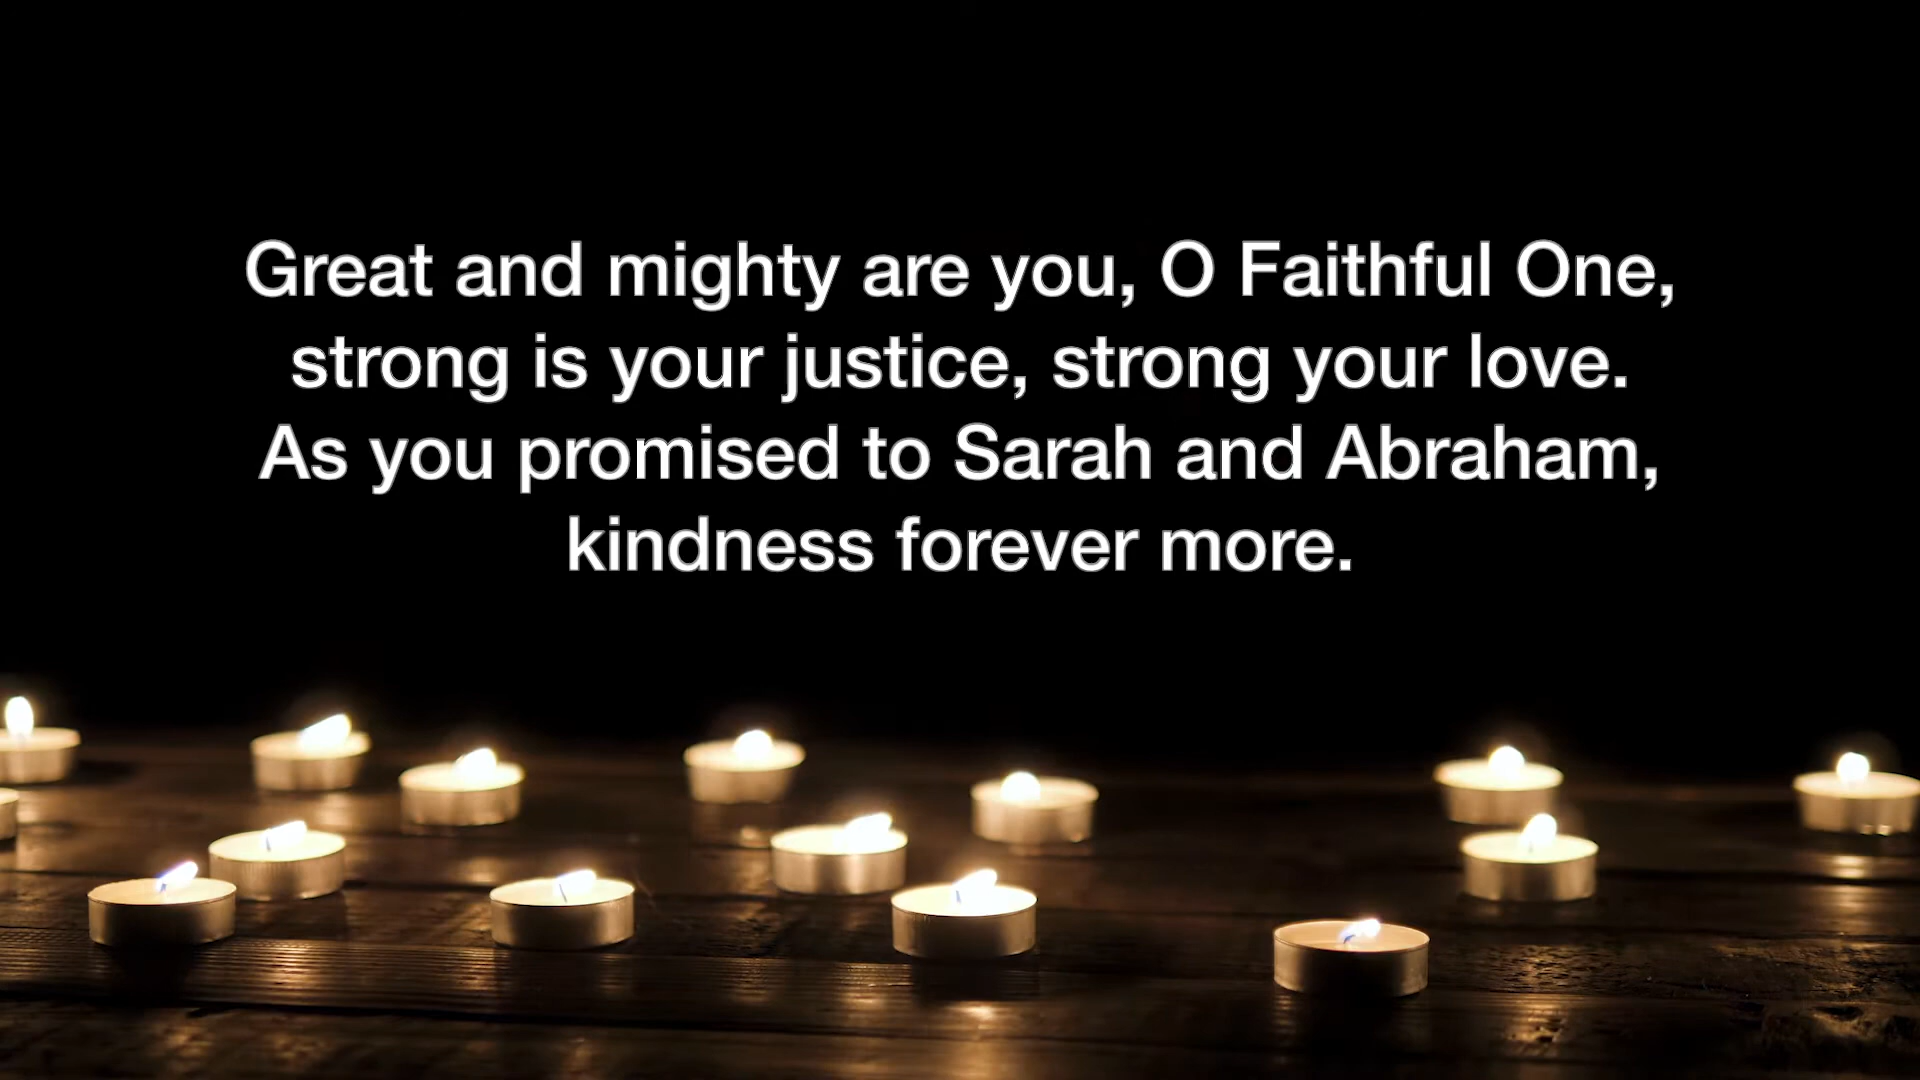 Great and mighty are you, O Faithful One,
strong is your justice, strong your love.
As you promised to Sarah and Abraham,
kindness forever more.